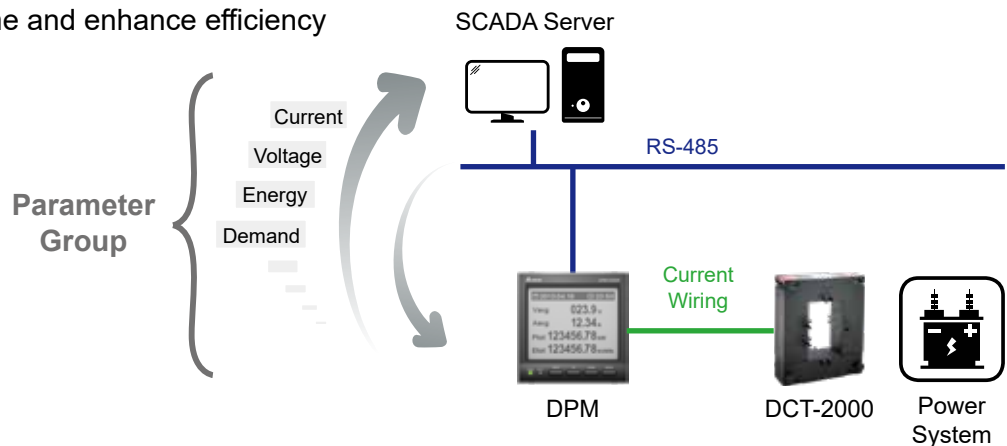 ne and enhance efficiency
SCADA Server
Current
Voltage
Energy
Demand
Parameter
Group
RS-485
Current
Wiring
Vavg 023.9
Aavg 12.34
Ptot 123456.78
Etot 123456.78
DPM
DCT-2000
Power
System